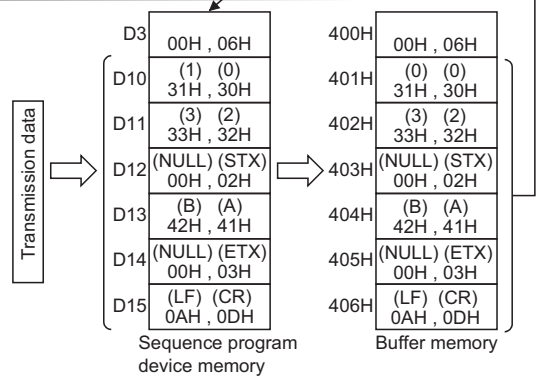 D3 00H , 06H 400H 00H , 06H
D10 (1) (0) 31H , 30H 401H (0) (0) 31H , 30H
D11 (3) (2) 33H , 32H 402H (3) (2) 33H , 32H
D12 (NULL) (STX) 00H , 02H 403H (NULL) (STX) 00H , 02H
D13 (B) (A) 42H , 41H 404H (B) (A) 42H , 41H
D14 (NULL) (ETX) 00H , 03H 405H (NULL) (ETX) 00H , 03H
D15 (LF) (CR) 0AH , 0DH 406H (LF) (CR) 0AH , 0DH
Transmission data
Sequence program
device memory
Buffer memory